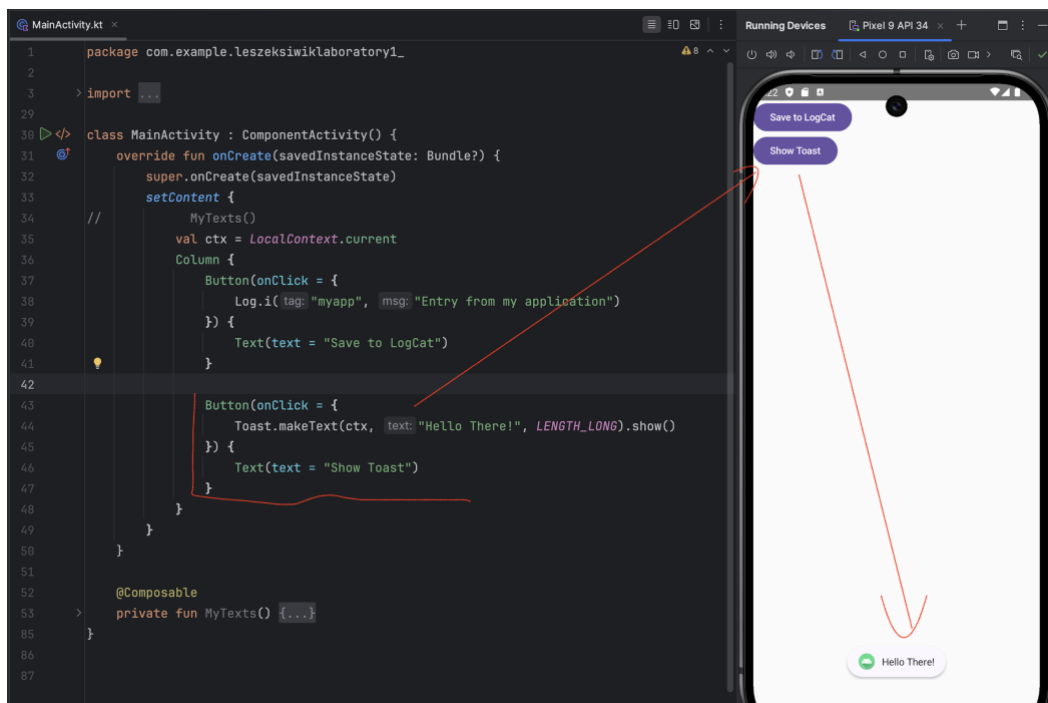 MainActivity.kt
Running Devices
Pixel 9 API 34
1 package com.example.leszeksiwiklaboratory1_
8
2
3 import ...
29
30 class MainActivity : ComponentActivity() {
31 override fun onCreate(savedInstanceState: Bundle?) {
32 super.onCreate(savedInstanceState)
33 setContent {
34 // MyTexts()
35 val ctx = LocalContext.current
36 Column {
37 Button(onClick = {
38 Log.i( tag: "myapp", msg: "Entry from my application")
39 }) {
40 Text(text = "Save to LogCat")
41 }
42
43 Button(onClick = {
44 Toast.makeText(ctx, text: "Hello There!", LENGTH_LONG).show()
45 }) {
46 Text(text = "Show Toast")
47 }
48 }
49 }
50 }
51
52 @Composable
53 private fun MyTexts() {...}
85 }
86
87
Save to LogCat
Show Toast
Hello There!